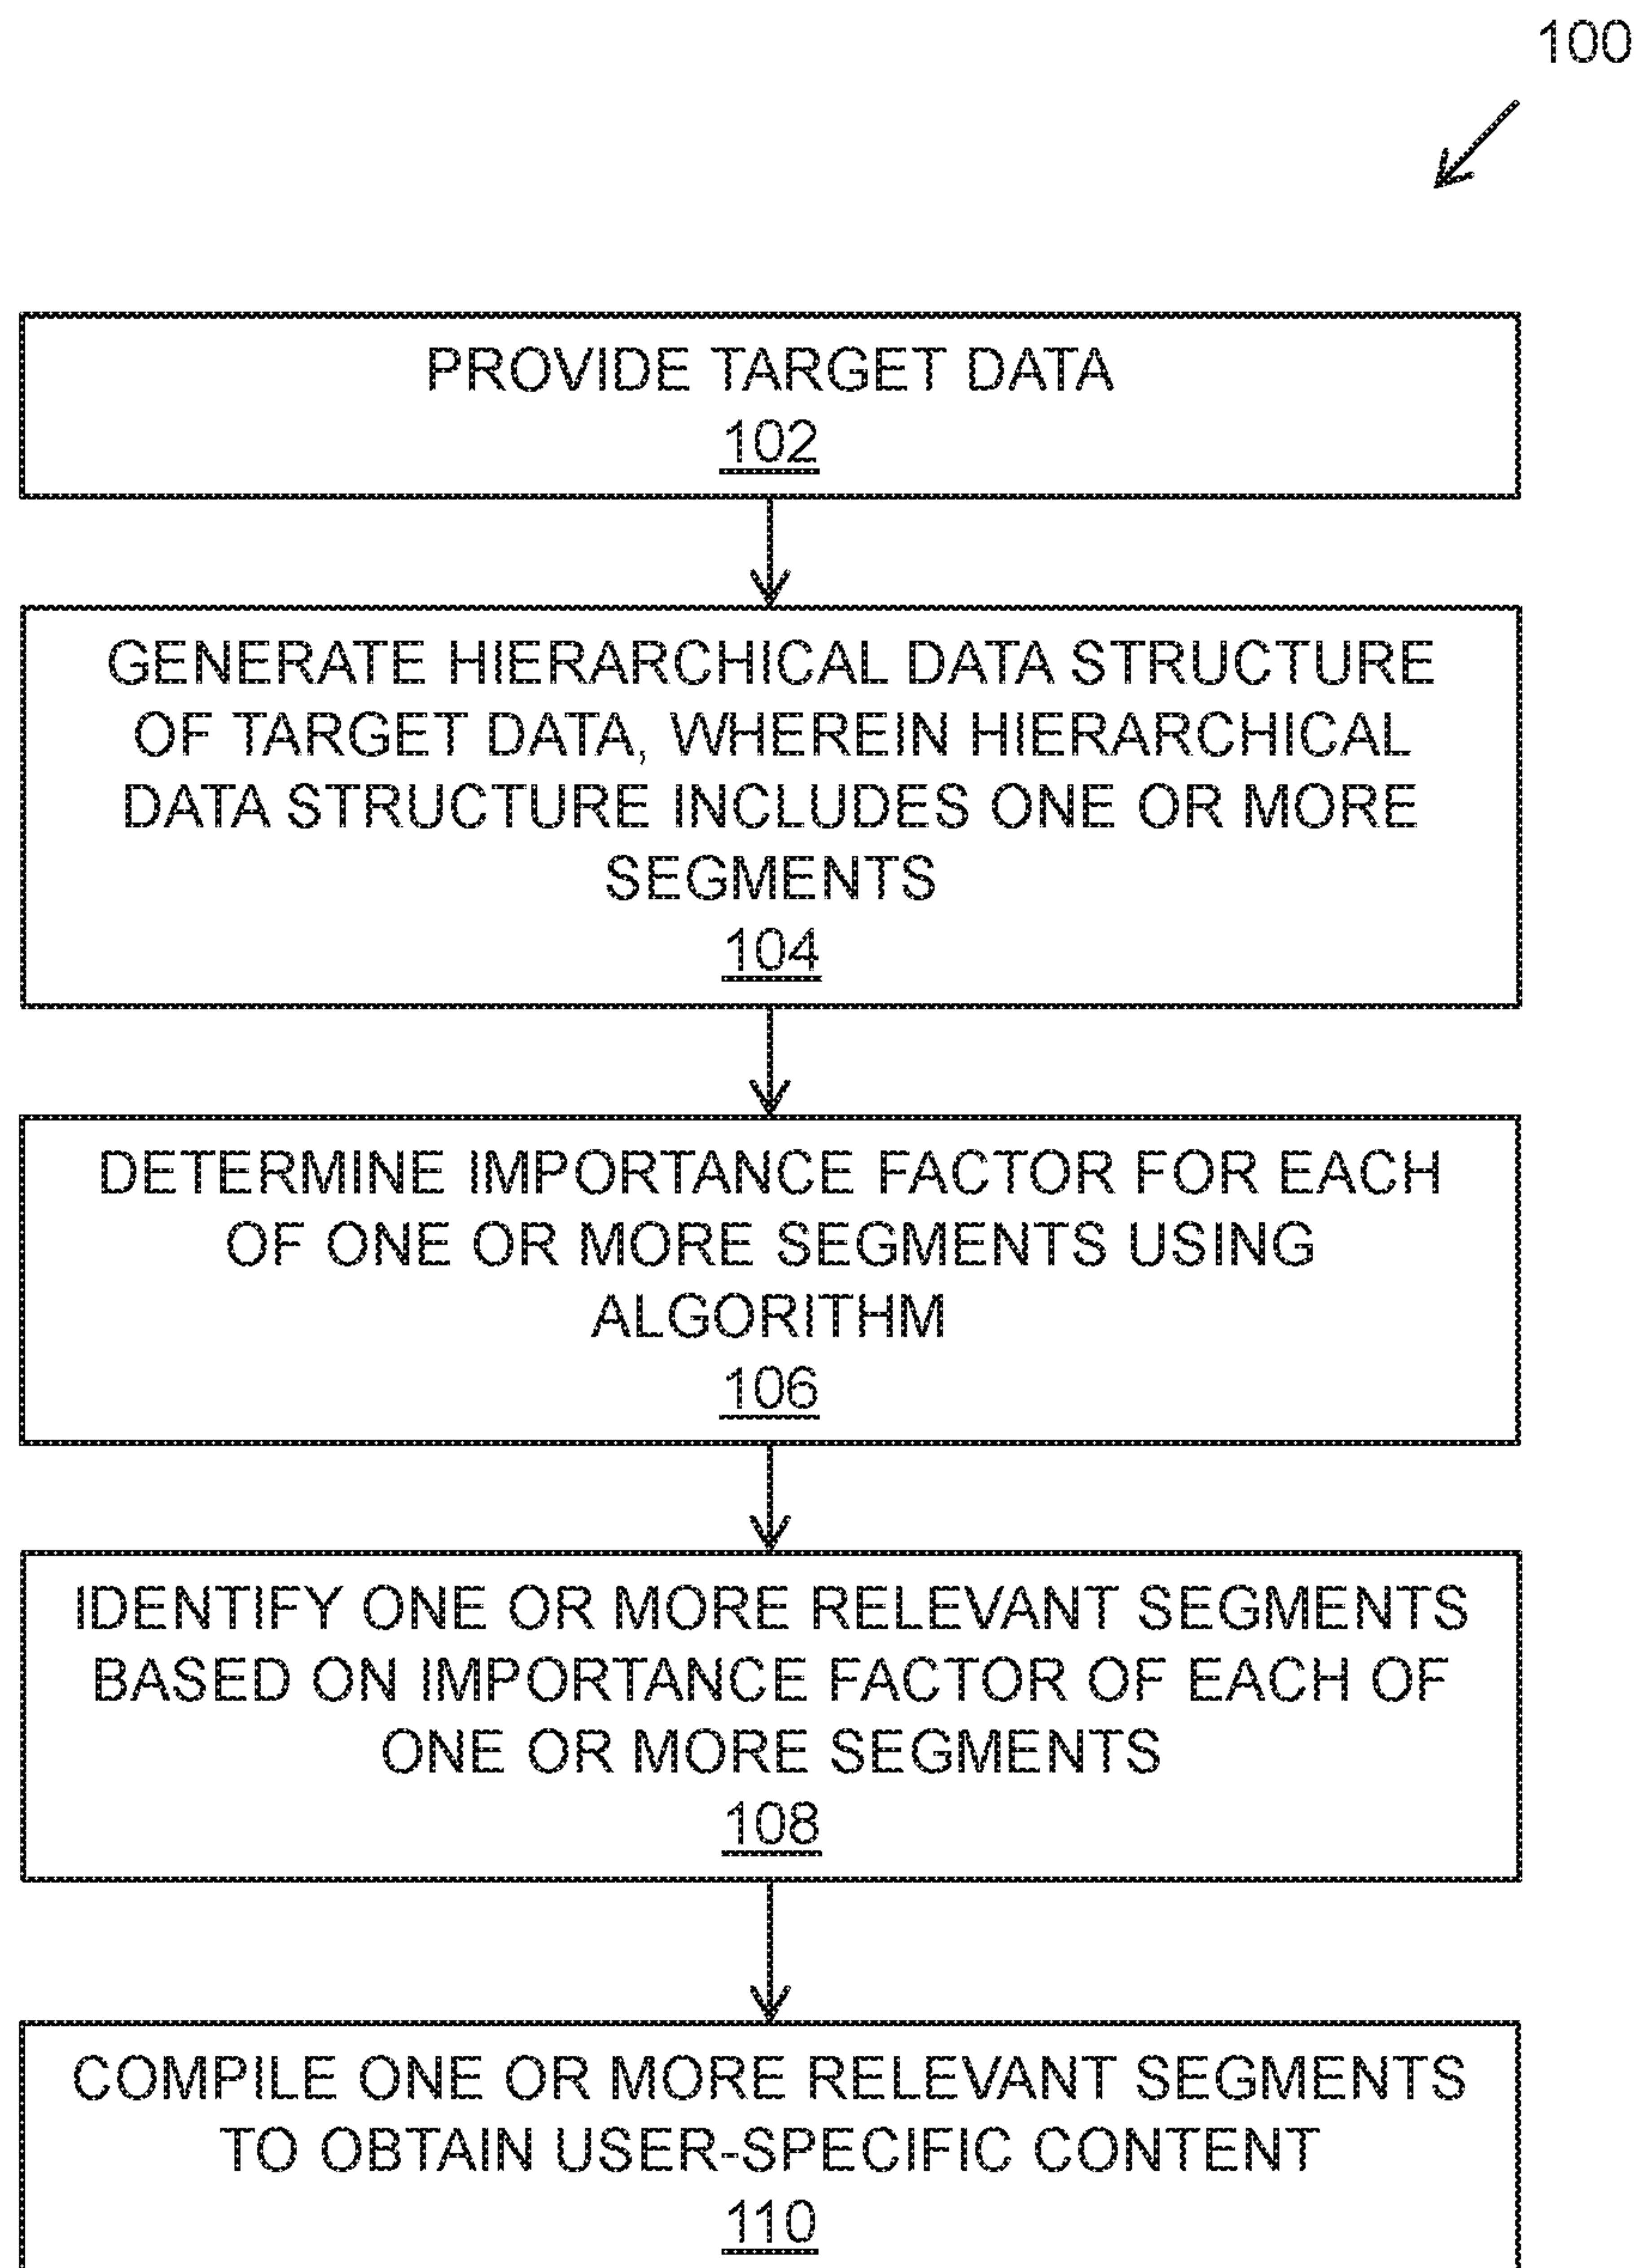 100
PROVIDE TARGET DATA
102
GENERATE HIERARCHICAL DATA STRUCTURE
OF TARGET DATA, WHEREIN HIERARCHICAL
DATA STRUCTURE INCLUDES ONE OR MORE
SEGMENTS
104
DETERMINE IMPORTANCE FACTOR FOR EACH
OF ONE OR MORE SEGMENTS USING
ALGORITHM
106
IDENTIFY ONE OR MORE RELEVANT SEGMENTS
BASED ON IMPORTANCE FACTOR OF EACH OF
ONE OR MORE SEGMENTS
108
COMPILE ONE OR MORE RELEVANT SEGMENTS
TO OBTAIN USER-SPECIFIC CONTENT
110